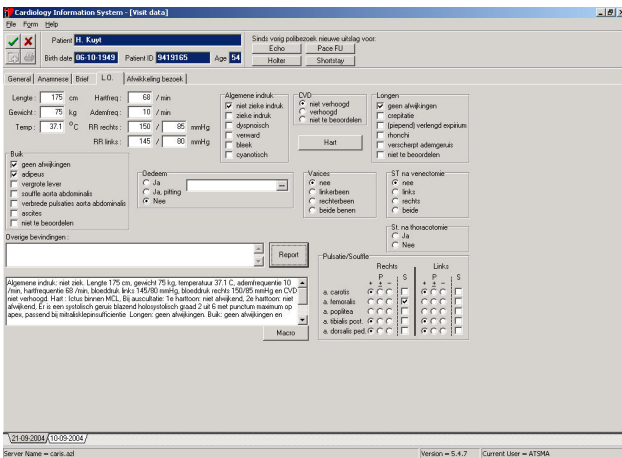 Cardiology Information System - [Visit data]
File Form Help
Patient H. Kuyt
Birth date 06-10-1949 Patient ID 9419165 Age 54
Sinds vorig polibezoek nieuwe uitslag voor:
Echo Pace FU
Holter Shortstay
General Anamnese Brief L.O. Afwikkeling bezoek
Lengte : 175 cm Hartfreq : 68 / min
Gewicht : 75 kg Ademfreq : 10 / min
Temp : 37.1 °C RR rechts : 150 / 85 mmHg
RR links : 145 / 80 mmHg
Algemene indruk
niet zieke indruk
zieke indruk
dyspnoisch
verward
bleek
cyanotisch
CVD
niet verhoogd
verhoogd
niet te beoordelen
Hart
Longen
geen afwijkingen
crepitatie
(piepend) verlengd expirium
rhonchi
verscherpt ademgeruis
niet te beoordelen
Buik
geen afwijkingen
adipeus
vergrote lever
souffle aorta abdominalis
verbrede pulsaties aorta abdominalis
ascites
niet te beoordelen
Oedeem
Ja
Ja, pitting
Nee
...
Varices
nee
linkerbeen
rechterbeen
beide benen
ST na venectomie
nee
links
rechts
beide
St. na thoracotomie
Ja
Nee
Overige bevindingen :
Report
Algemene indruk: niet ziek. Lengte 175 cm, gewicht 75 kg, temperatuur 37.1 C, ademfrequentie 10
/min, hartfrequentie 68 /min, bloeddruk links 145/80 mmHg, bloeddruk rechts 150/85 mmHg en CVD
niet verhoogd. Hart : Ictus binnen MCL, Bij auscultatie: 1e hartoon: niet afwijkend, 2e hartoon: niet
afwijkend, Er is een systolisch geruis blazend holosystolisch graad 2 uit 6 met punctum maximum op
apex, passend bij mitralisklepinsufficientie. Longen: geen afwijkingen. Buik: geen afwijkingen en
Macro
Pulsatie/Souffle
Rechts Links
P S P S
+ ± - + ± -
a. carotis
a. femoralis
a. poplitea
a. tibialis post.
a. dorsalis ped.
21-09-2004 10-09-2004
Server Name = caris.azl Version = 5.4.7 Current User = ATSMA